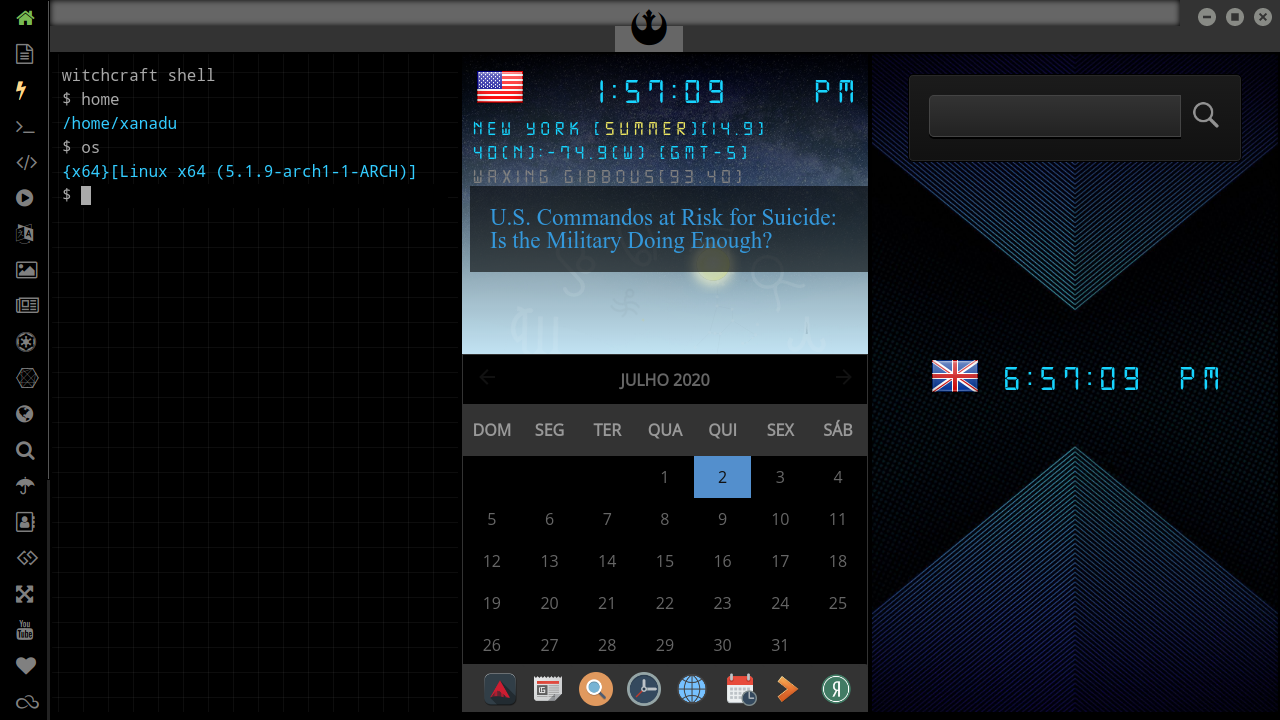 witchcraft shell
$ home
/home/xanadu
$ os
{x64}[Linux x64 (5.1.9-arch1-1-ARCH)]
$
1:57:09 PM
NEW YORK [SUMMER][14.9]
40(N):-74.9(W) [GMT-5]
WAXING GIBBOUS[93.40]
U.S. Commandos at Risk for Suicide:
Is the Military Doing Enough?
JULHO 2020
DOM SEG TER QUA QUI SEX SÁB
1 2 3 4
5 6 7 8 9 10 11
12 13 14 15 16 17 18
19 20 21 22 23 24 25
26 27 28 29 30 31
6:57:09 PM
You
Tube
Я